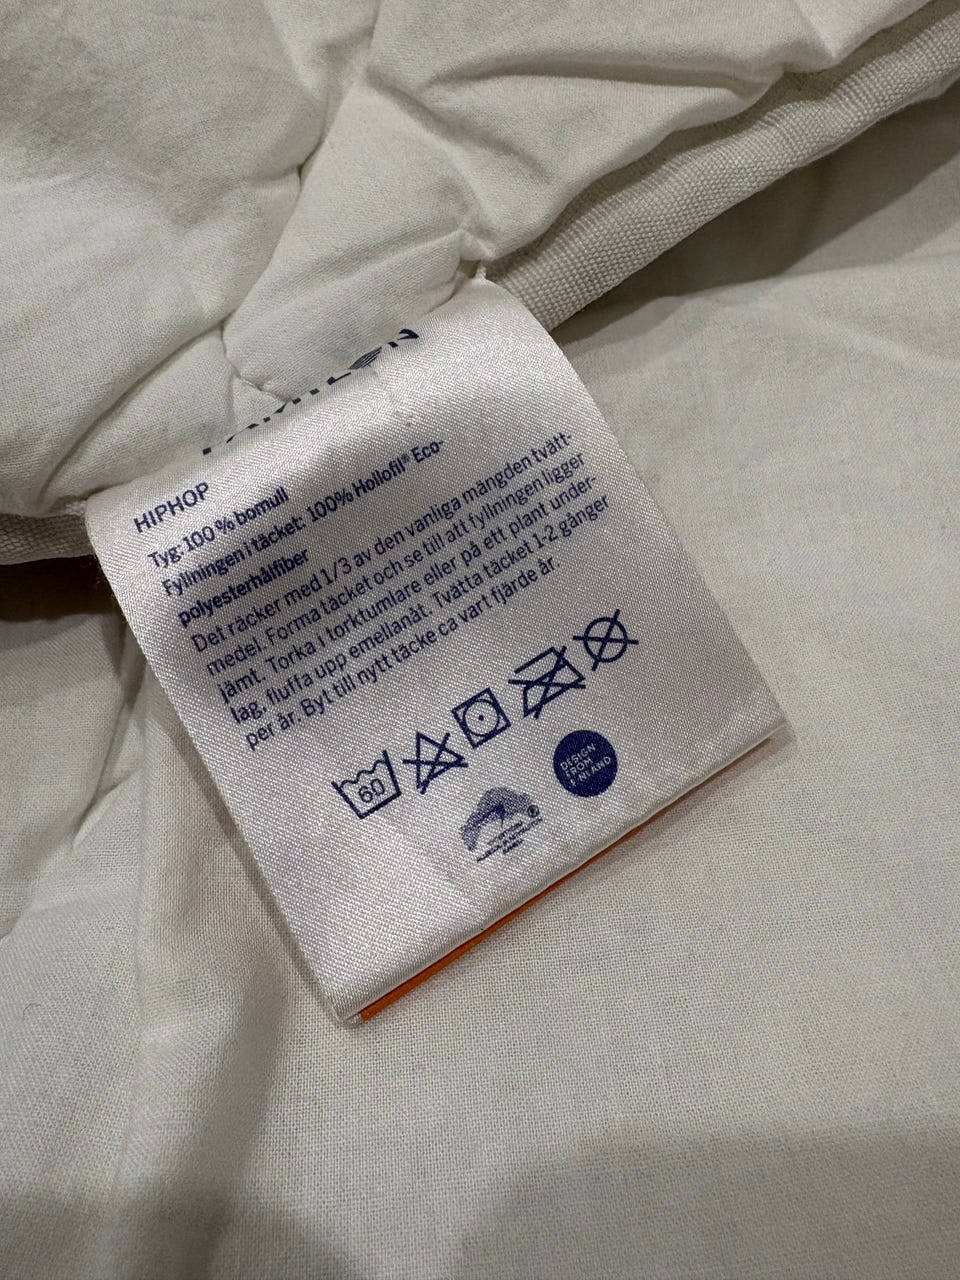 FAMILON
HIPHOP
Tyg: 100 % bomull
Fyllningen i täcket: 100% Hollofil® Eco-
polyesterhålfiber
Det räcker med 1/3 av den vanliga mängden tvätt-
medel. Forma täcket och se till att fyllningen ligger
jämt. Torka i torktumlare eller på ett plant under-
lag, fluffa upp emellanåt. Tvätta täcket 1-2 gånger
per år. Byt till nytt täcke ca vart fjärde år.
60
DESIGN
FROM
FINLAND